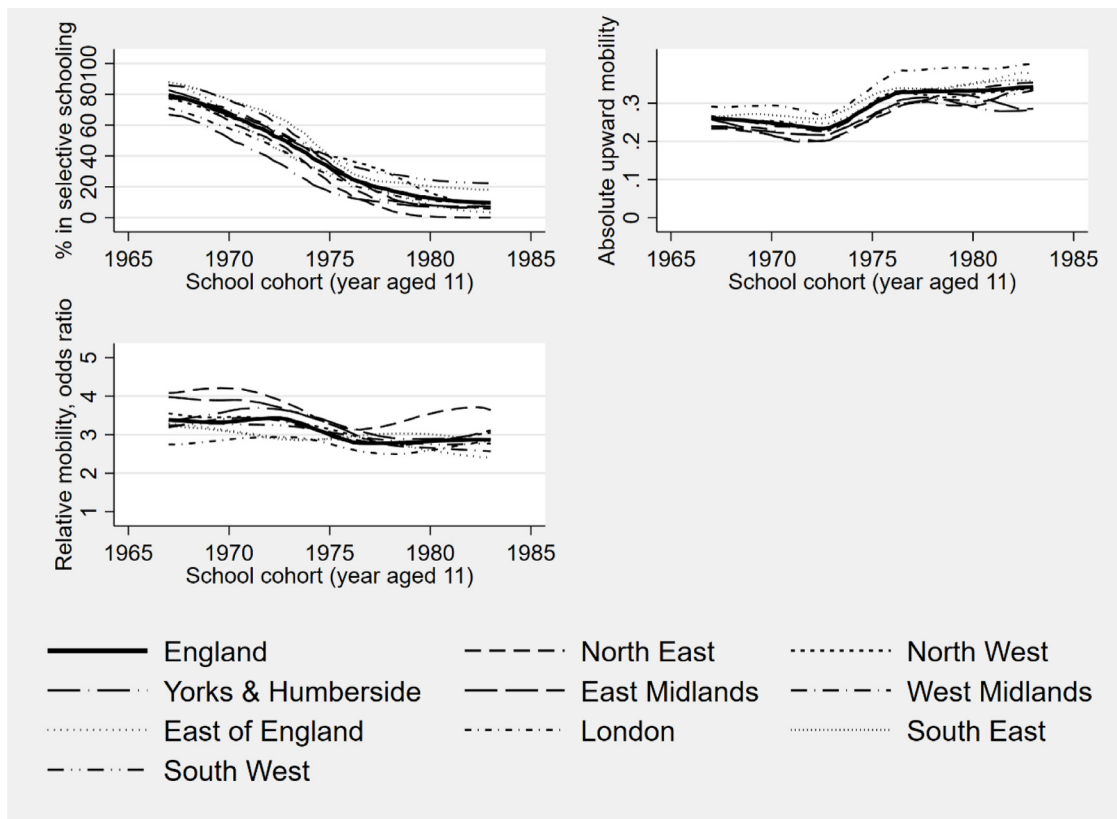 % in selective schooling
0 20 40 60 80100
1965 1970 1975 1980 1985
School cohort (year aged 11)
Absolute upward mobility
0 .1 .2 .3
1965 1970 1975 1980 1985
School cohort (year aged 11)
Relative mobility, odds ratio
1 2 3 4 5
1965 1970 1975 1980 1985
School cohort (year aged 11)
England North East North West
Yorks & Humberside East Midlands West Midlands
East of England London South East
South West